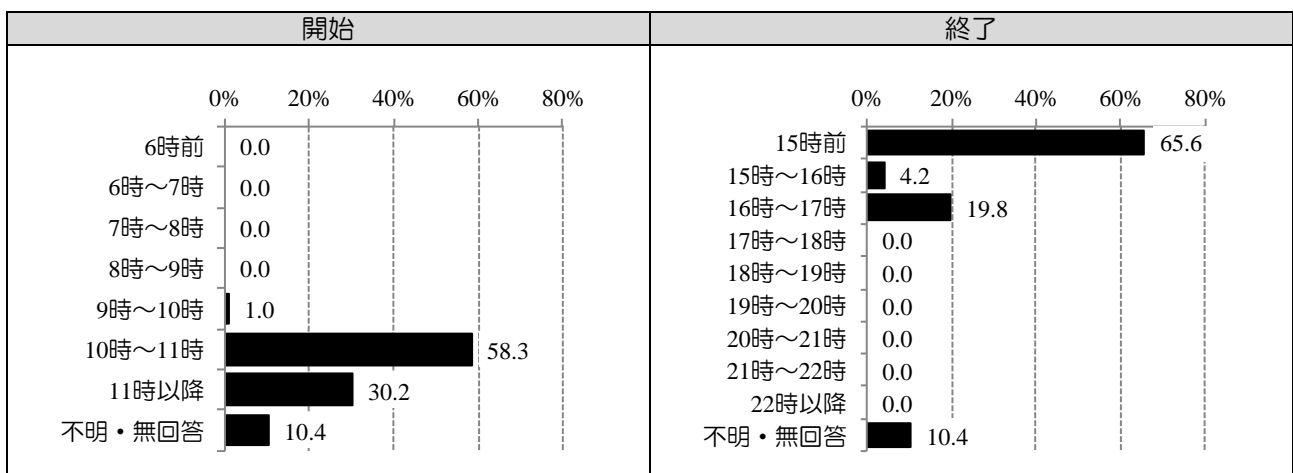 開始
0% 20% 40% 60% 80%
6時前 0.0
6時～7時 0.0
7時～8時 0.0
8時～9時 0.0
9時～10時 1.0
10時～11時 58.3
11時以降 30.2
不明・無回答 10.4
終了
0% 20% 40% 60% 80%
15時前 65.6
15時～16時 4.2
16時～17時 19.8
17時～18時 0.0
18時～19時 0.0
19時～20時 0.0
20時～21時 0.0
21時～22時 0.0
22時以降 0.0
不明・無回答 10.4